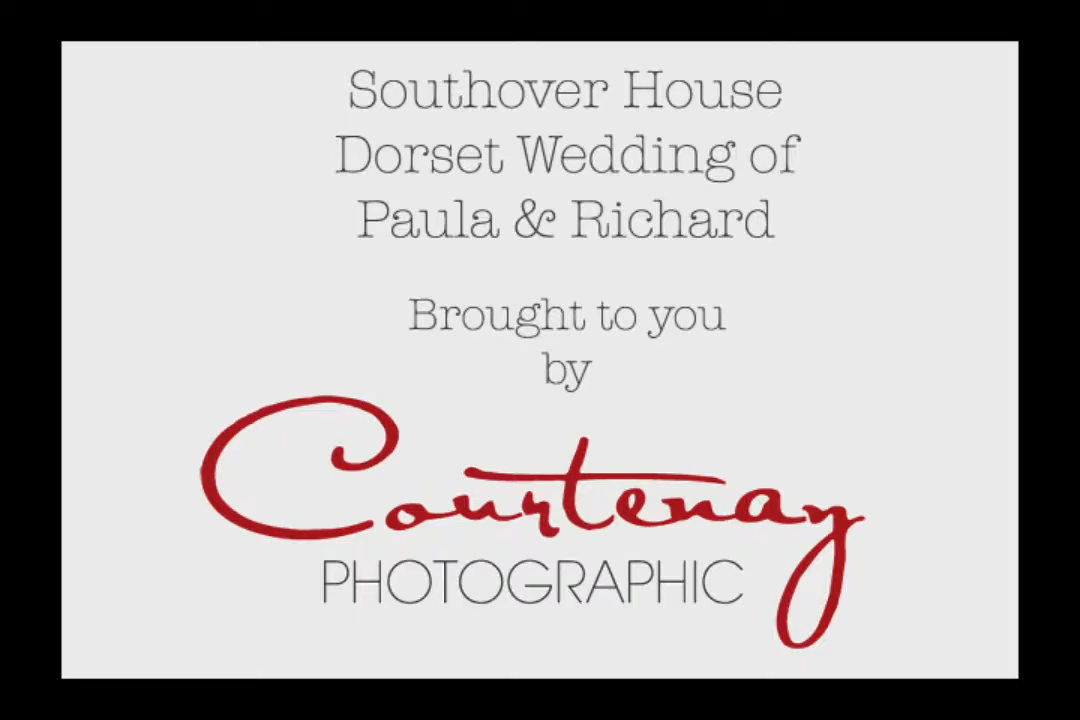 Southover House
Dorset Wedding of
Paula & Richard
Brought to you
by
Courtenay
PHOTOGRAPHIC